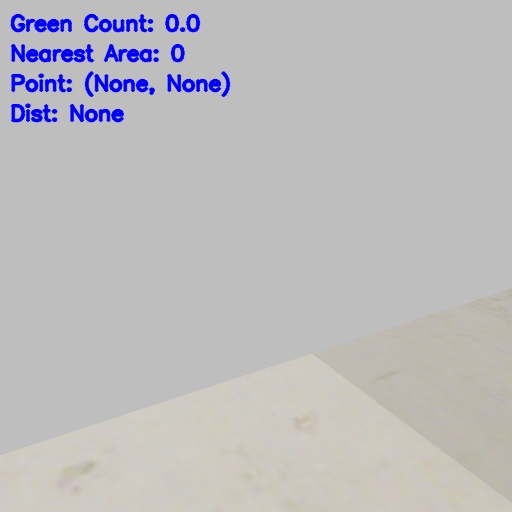 Green Count: 0.0
Nearest Area: 0
Point: (None, None)
Dist: None